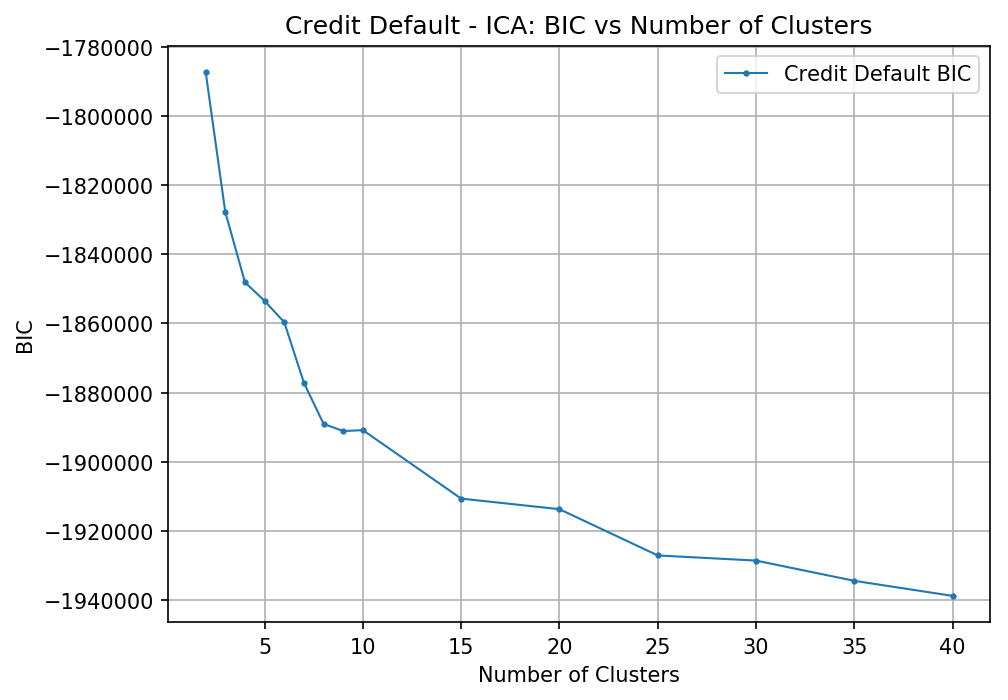 Credit Default - ICA: BIC vs Number of Clusters
Credit Default BIC
BIC
−1780000
−1800000
−1820000
−1840000
−1860000
−1880000
−1900000
−1920000
−1940000
5 10 15 20 25 30 35 40
Number of Clusters